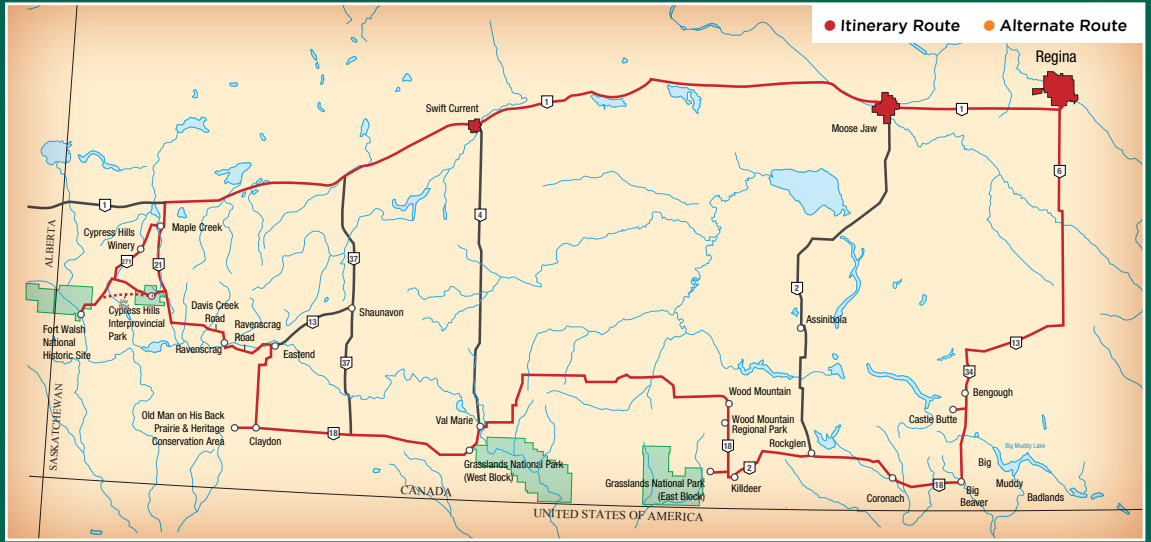 Itinerary Route
Alternate Route
Regina
Swift Current
1
Moose Jaw
1
6
1
Maple Creek
Cypress Hills
Winery
ALBERTA
271
21
4
37
2
Davis Creek
Road
Ravenscrag
Road
Cypress Hills
Interprovincial
Park
Fort Walsh
National
Historic Site
Ravenscrag
Eastend
13
Shaunavon
37
Assiniboia
13
34
Bengough
Castle Butte
SASKATCHEWAN
Old Man on His Back
Prairie & Heritage
Conservation Area
Claydon
18
Val Marie
Wood Mountain
Wood Mountain
Regional Park
18
Rockglen
Grasslands National Park
(West Block)
Grasslands National Park
(East Block)
2
Killdeer
Coronach
18
Big
Beaver
Big Muddy Lake
Big
Muddy
Badlands
CANADA
UNITED STATES OF AMERICA